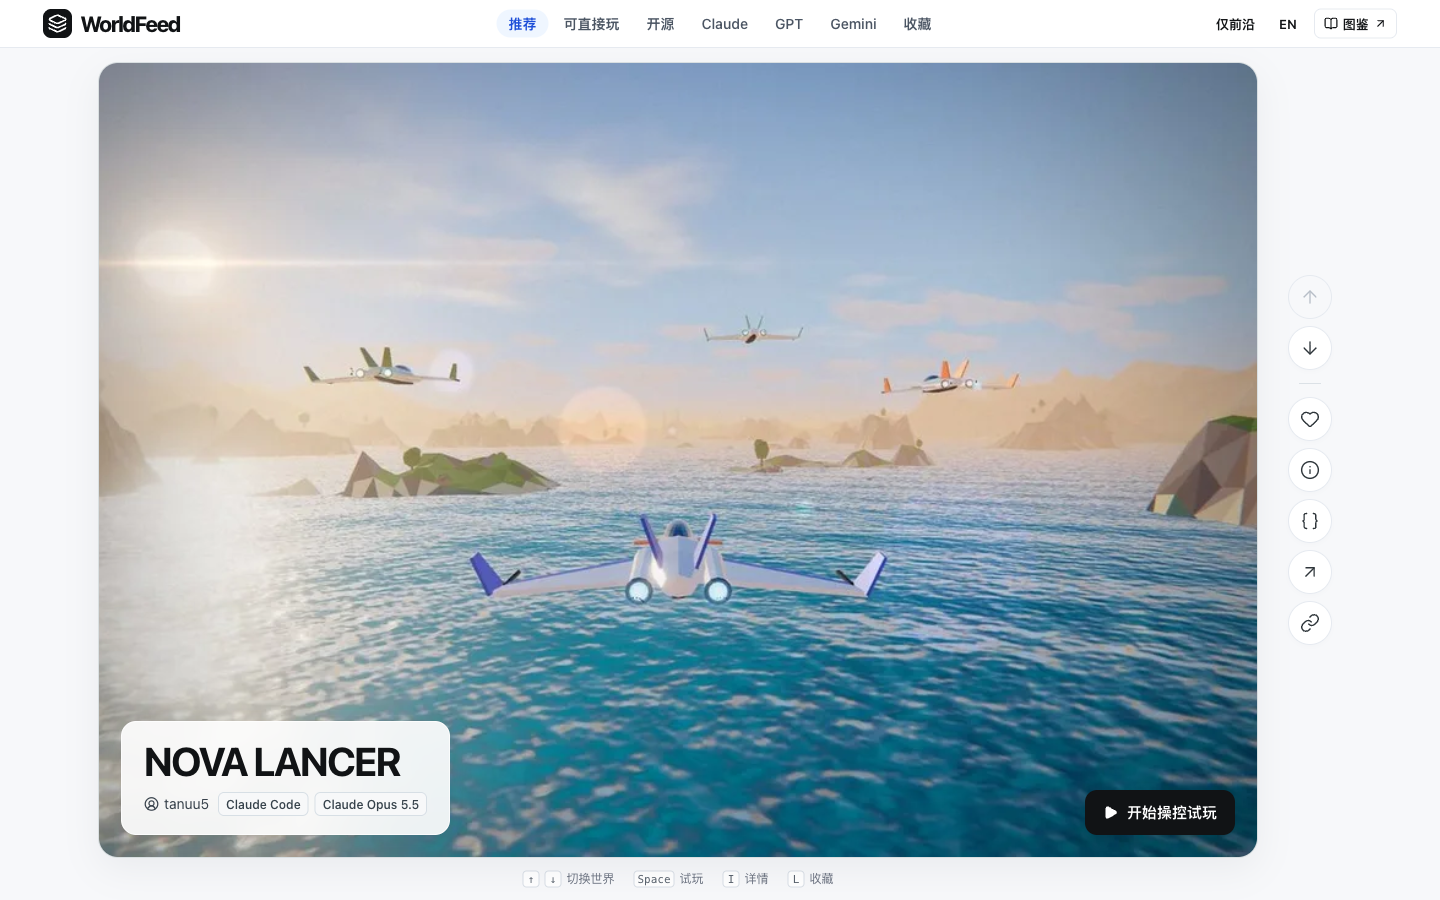 WorldFeed
推荐 可直接玩 开源 Claude GPT Gemini 收藏
仅前沿 EN 图鉴
NOVA LANCER
tanuu5 Claude Code Claude Opus 5.5
开始操控试玩
↑ ↓ 切换世界 Space 试玩 I 详情 L 收藏